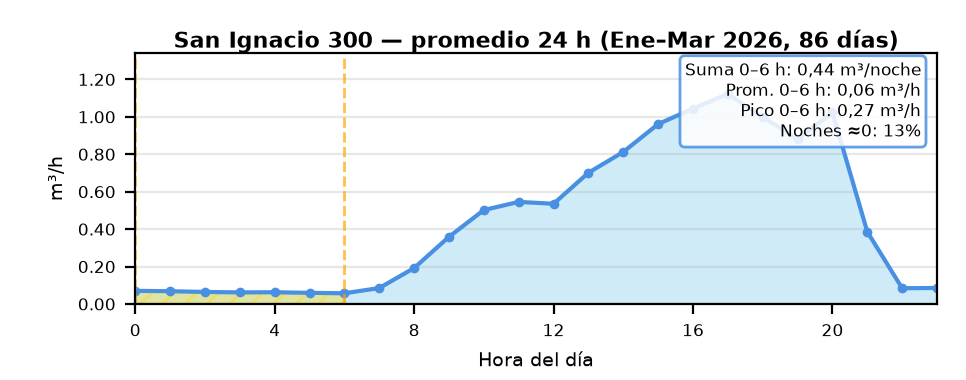 San Ignacio 300 — promedio 24 h (Ene–Mar 2026, 86 días)
Suma 0–6 h: 0,44 m³/noche
Prom. 0–6 h: 0,06 m³/h
Pico 0–6 h: 0,27 m³/h
Noches ≈0: 13%
m³/h
1.20
1.00
0.80
0.60
0.40
0.20
0.00
0 4 8 12 16 20
Hora del día